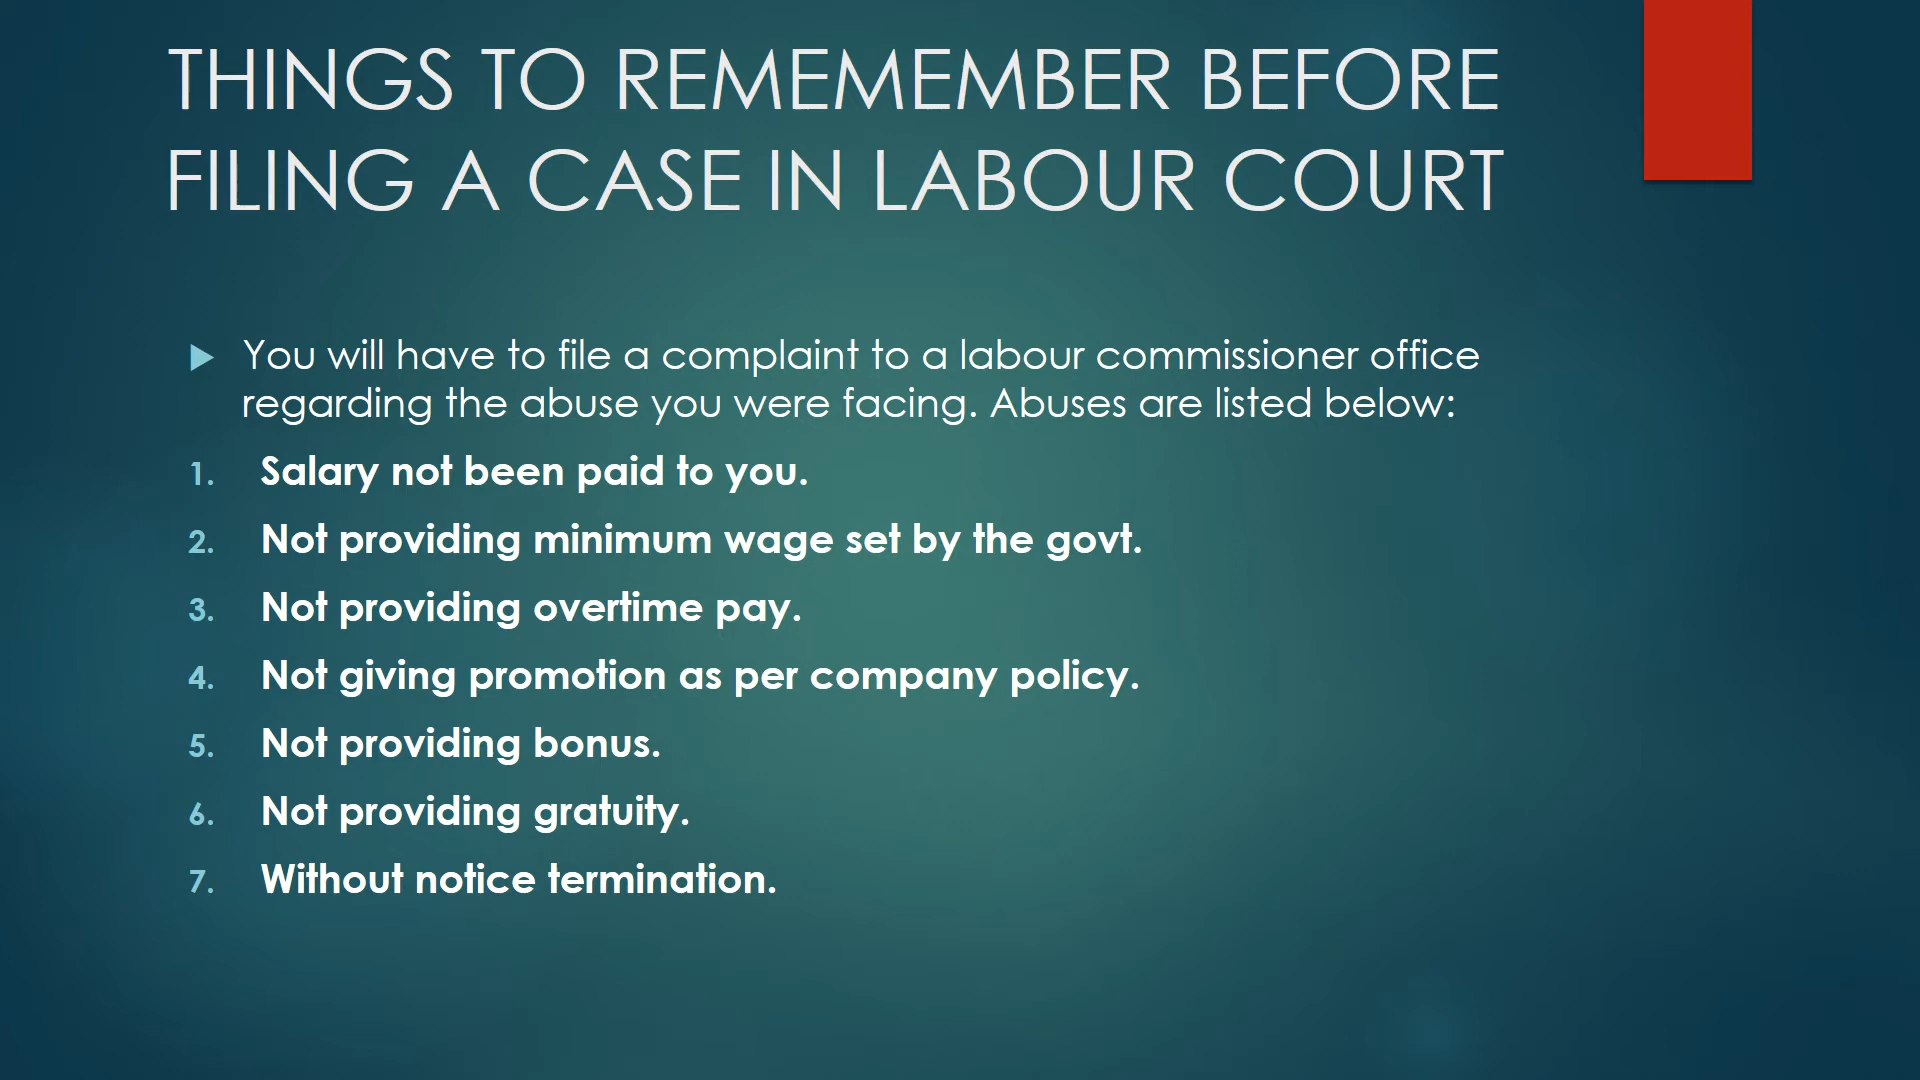 THINGS TO REMEMEMBER BEFORE
FILING A CASE IN LABOUR COURT
You will have to file a complaint to a labour commissioner office
regarding the abuse you were facing. Abuses are listed below:
1. Salary not been paid to you.
2. Not providing minimum wage set by the govt.
3. Not providing overtime pay.
4. Not giving promotion as per company policy.
5. Not providing bonus.
6. Not providing gratuity.
7. Without notice termination.